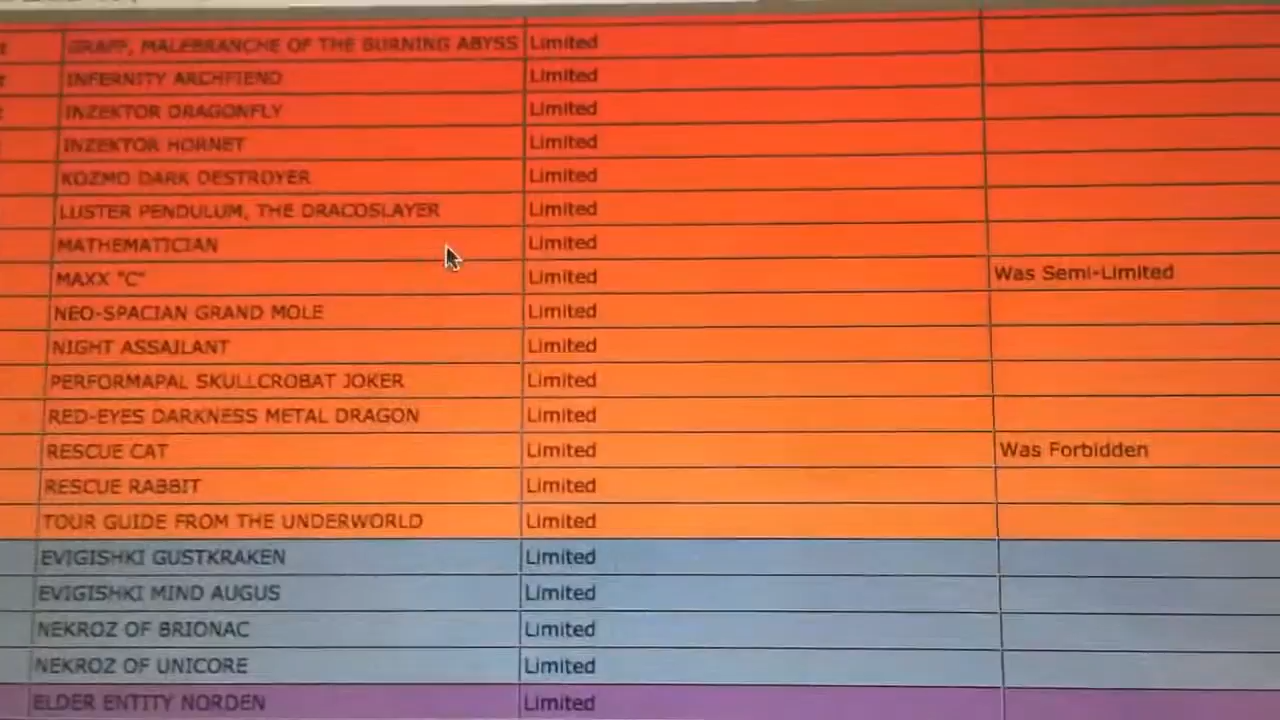 GRAFF, MALEBRANCHE OF THE BURNING ABYSS Limited
INFERNITY ARCHFIEND Limited
INZEKTOR DRAGONFLY Limited
INZEKTOR HORNET Limited
KOZMO DARK DESTROYER Limited
LUSTER PENDULUM, THE DRACOSLAYER Limited
MATHEMATICIAN Limited
MAXX "C" Limited Was Semi-Limited
NEO-SPACIAN GRAND MOLE Limited
NIGHT ASSAILANT Limited
PERFORMAPAL SKULLCROBAT JOKER Limited
RED-EYES DARKNESS METAL DRAGON Limited
RESCUE CAT Limited Was Forbidden
RESCUE RABBIT Limited
TOUR GUIDE FROM THE UNDERWORLD Limited
EVIGISHKI GUSTKRAKEN Limited
EVIGISHKI MIND AUGUS Limited
NEKROZ OF BRIONAC Limited
NEKROZ OF UNICORE Limited
ELDER ENTITY NORDEN Limited